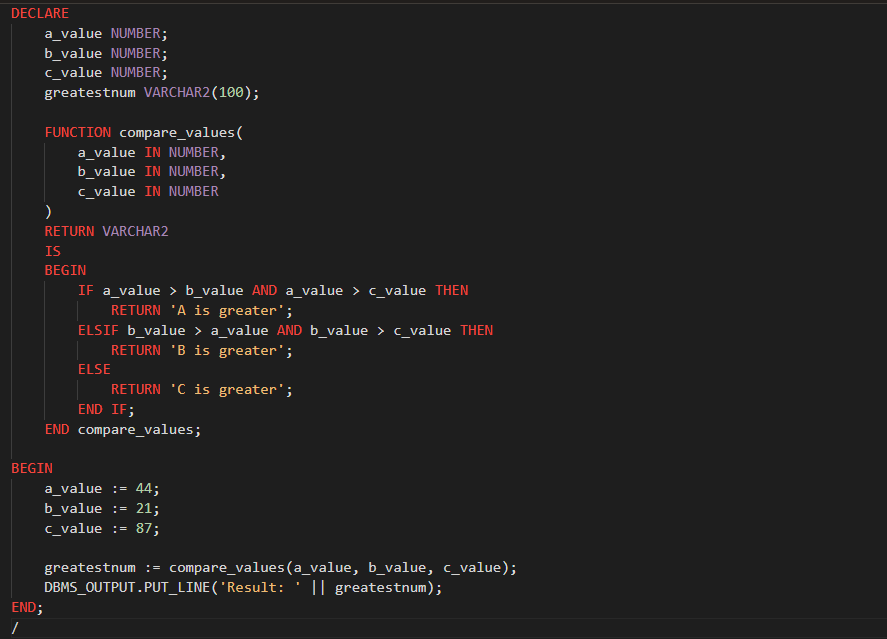 DECLARE
    a_value NUMBER;
    b_value NUMBER;
    c_value NUMBER;
    greatestnum VARCHAR2(100);

    FUNCTION compare_values(
        a_value IN NUMBER,
        b_value IN NUMBER,
        c_value IN NUMBER
    )
    RETURN VARCHAR2
    IS
    BEGIN
        IF a_value > b_value AND a_value > c_value THEN
            RETURN 'A is greater';
        ELSIF b_value > a_value AND b_value > c_value THEN
            RETURN 'B is greater';
        ELSE
            RETURN 'C is greater';
        END IF;
    END compare_values;

BEGIN
    a_value := 44;
    b_value := 21;
    c_value := 87;

    greatestnum := compare_values(a_value, b_value, c_value);
    DBMS_OUTPUT.PUT_LINE('Result: ' || greatestnum);
END;
/